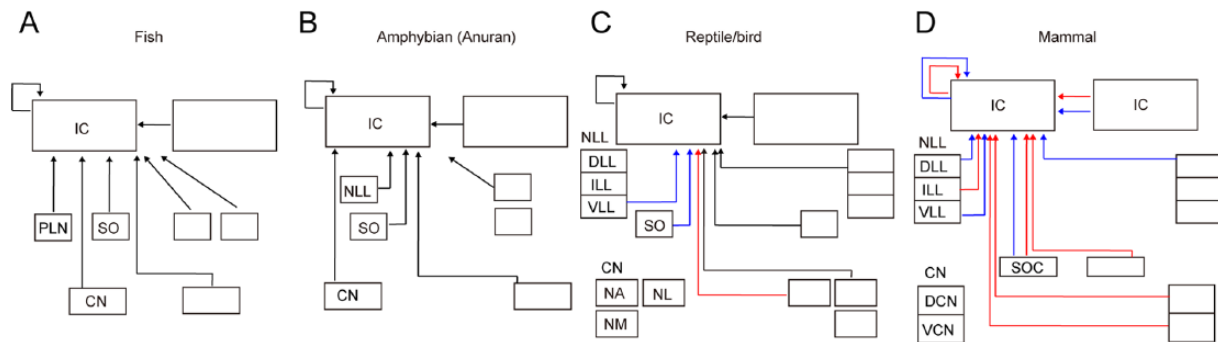 A
Fish
IC
PLN
SO
CN
B
Amphybian (Anuran)
IC
NLL
SO
CN
C
Reptile/bird
IC
NLL
DLL
ILL
VLL
SO
CN
NA NL
NM
D
Mammal
IC IC
NLL
DLL
ILL
VLL
SOC
CN
DCN
VCN